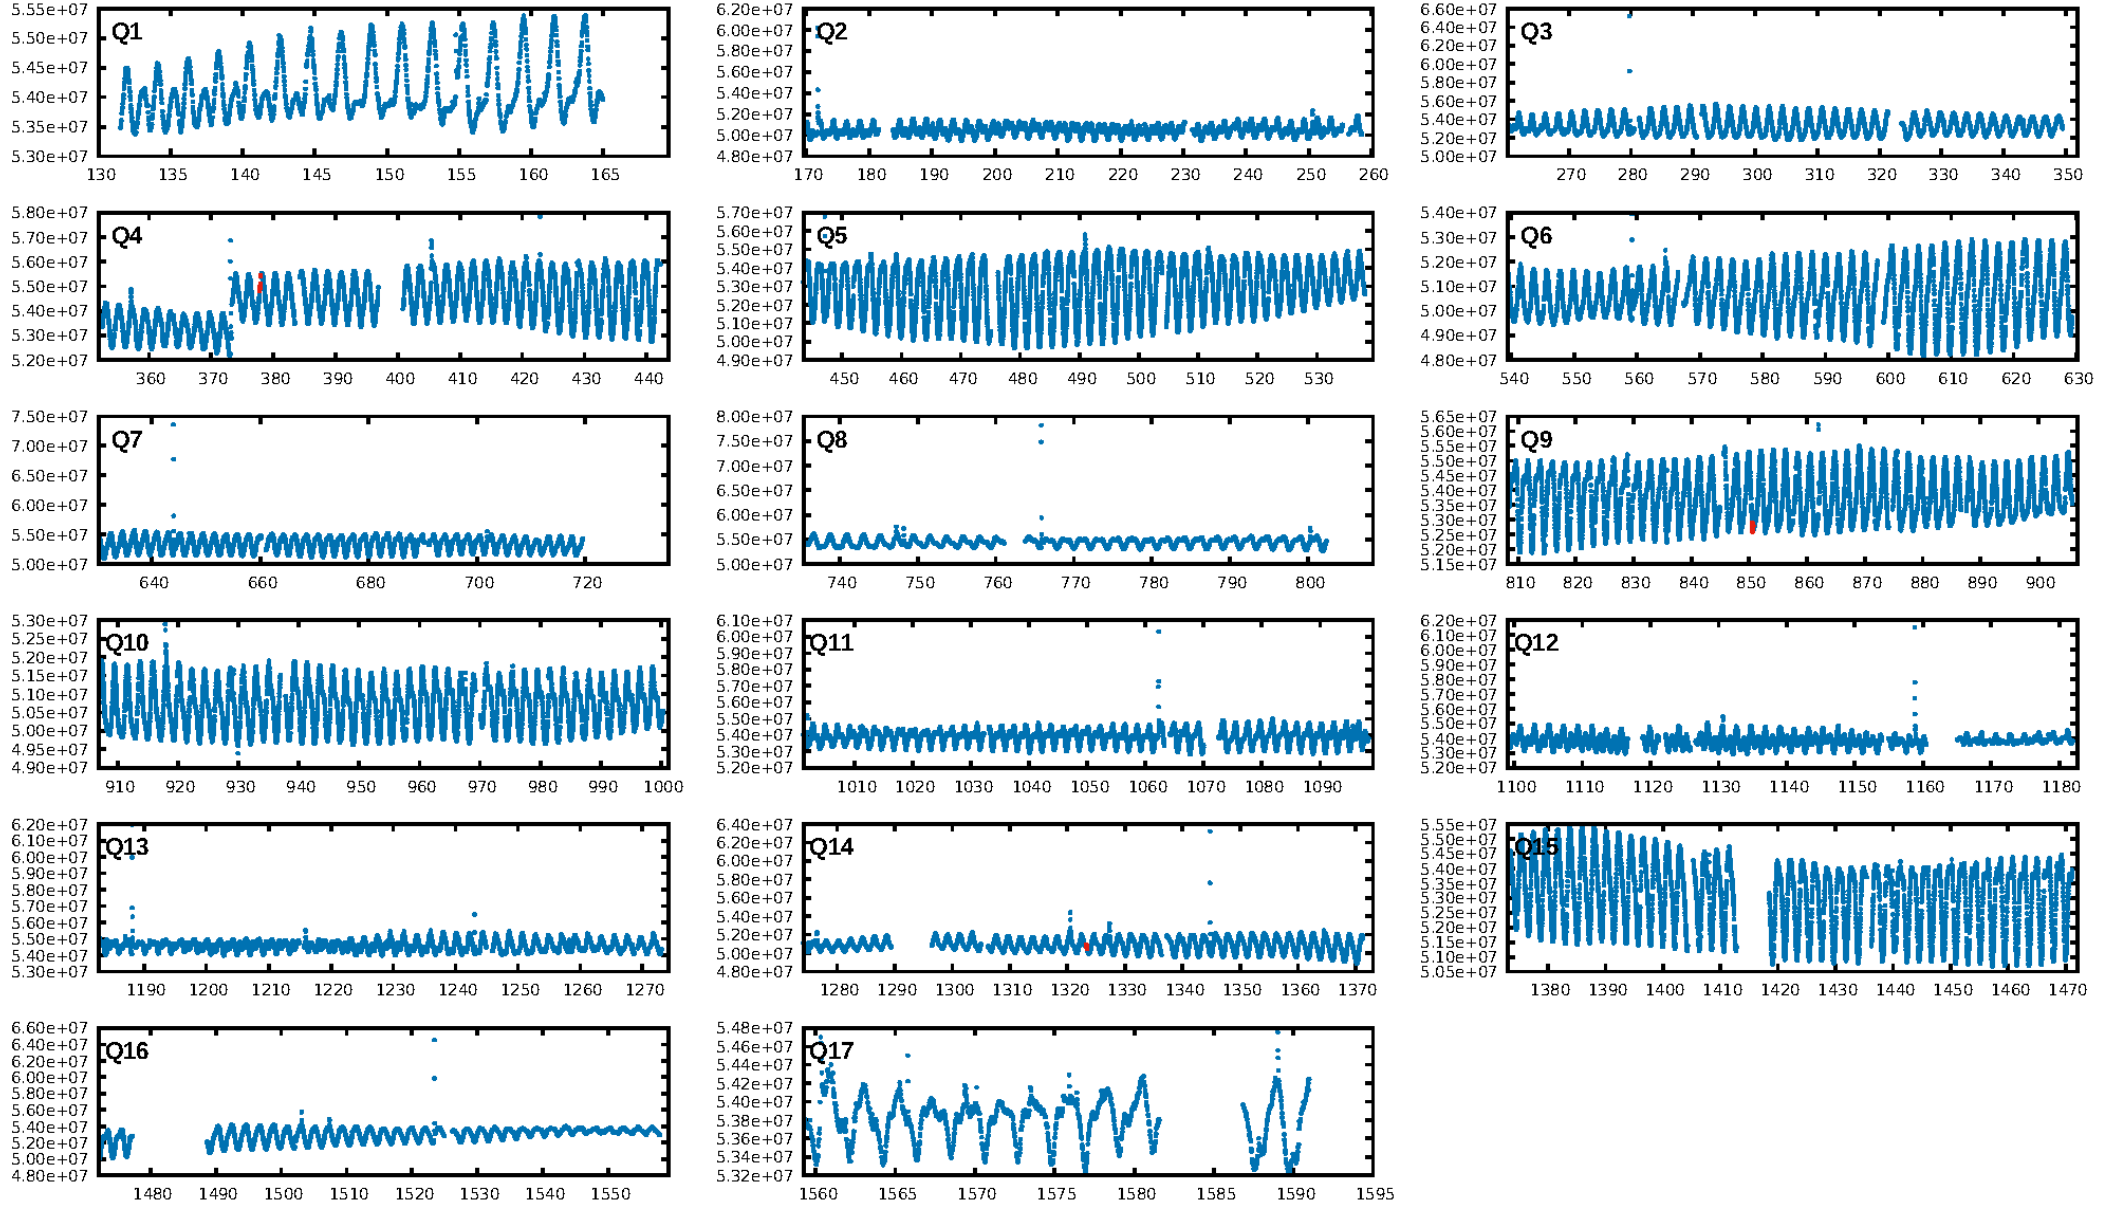 Q1
5.55e+07
5.50e+07
5.45e+07
5.40e+07
5.35e+07
5.30e+07
130 135 140 145 150 155 160 165
Q2
6.20e+07
6.00e+07
5.80e+07
5.60e+07
5.40e+07
5.20e+07
5.00e+07
4.80e+07
170 180 190 200 210 220 230 240 250 260
Q3
6.60e+07
6.40e+07
6.20e+07
6.00e+07
5.80e+07
5.60e+07
5.40e+07
5.20e+07
5.00e+07
270 280 290 300 310 320 330 340 350
Q4
5.80e+07
5.70e+07
5.60e+07
5.50e+07
5.40e+07
5.30e+07
5.20e+07
360 370 380 390 400 410 420 430 440
Q5
5.70e+07
5.60e+07
5.50e+07
5.40e+07
5.30e+07
5.20e+07
5.10e+07
5.00e+07
4.90e+07
450 460 470 480 490 500 510 520 530
Q6
5.40e+07
5.30e+07
5.20e+07
5.10e+07
5.00e+07
4.90e+07
4.80e+07
540 550 560 570 580 590 600 610 620 630
Q7
7.50e+07
7.00e+07
6.50e+07
6.00e+07
5.50e+07
5.00e+07
640 660 680 700 720
Q8
8.00e+07
7.50e+07
7.00e+07
6.50e+07
6.00e+07
5.50e+07
5.00e+07
740 750 760 770 780 790 800
Q9
5.65e+07
5.60e+07
5.55e+07
5.50e+07
5.45e+07
5.40e+07
5.35e+07
5.30e+07
5.25e+07
5.20e+07
5.15e+07
810 820 830 840 850 860 870 880 890 900
Q10
5.30e+07
5.25e+07
5.20e+07
5.15e+07
5.10e+07
5.05e+07
5.00e+07
4.95e+07
4.90e+07
910 920 930 940 950 960 970 980 990 1000
Q11
6.10e+07
6.00e+07
5.90e+07
5.80e+07
5.70e+07
5.60e+07
5.50e+07
5.40e+07
5.30e+07
5.20e+07
1010 1020 1030 1040 1050 1060 1070 1080 1090
Q12
6.20e+07
6.10e+07
6.00e+07
5.90e+07
5.80e+07
5.70e+07
5.60e+07
5.50e+07
5.40e+07
5.30e+07
5.20e+07
1100 1110 1120 1130 1140 1150 1160 1170 1180
Q13
6.20e+07
6.10e+07
6.00e+07
5.90e+07
5.80e+07
5.70e+07
5.60e+07
5.50e+07
5.40e+07
5.30e+07
1190 1200 1210 1220 1230 1240 1250 1260 1270
Q14
6.40e+07
6.20e+07
6.00e+07
5.80e+07
5.60e+07
5.40e+07
5.20e+07
5.00e+07
4.80e+07
1280 1290 1300 1310 1320 1330 1340 1350 1360 1370
Q15
5.55e+07
5.50e+07
5.45e+07
5.40e+07
5.35e+07
5.30e+07
5.25e+07
5.20e+07
5.15e+07
5.10e+07
5.05e+07
1380 1390 1400 1410 1420 1430 1440 1450 1460 1470
Q16
6.60e+07
6.40e+07
6.20e+07
6.00e+07
5.80e+07
5.60e+07
5.40e+07
5.20e+07
5.00e+07
4.80e+07
1480 1490 1500 1510 1520 1530 1540 1550
Q17
5.48e+07
5.46e+07
5.44e+07
5.42e+07
5.40e+07
5.38e+07
5.36e+07
5.34e+07
5.32e+07
1560 1565 1570 1575 1580 1585 1590 1595